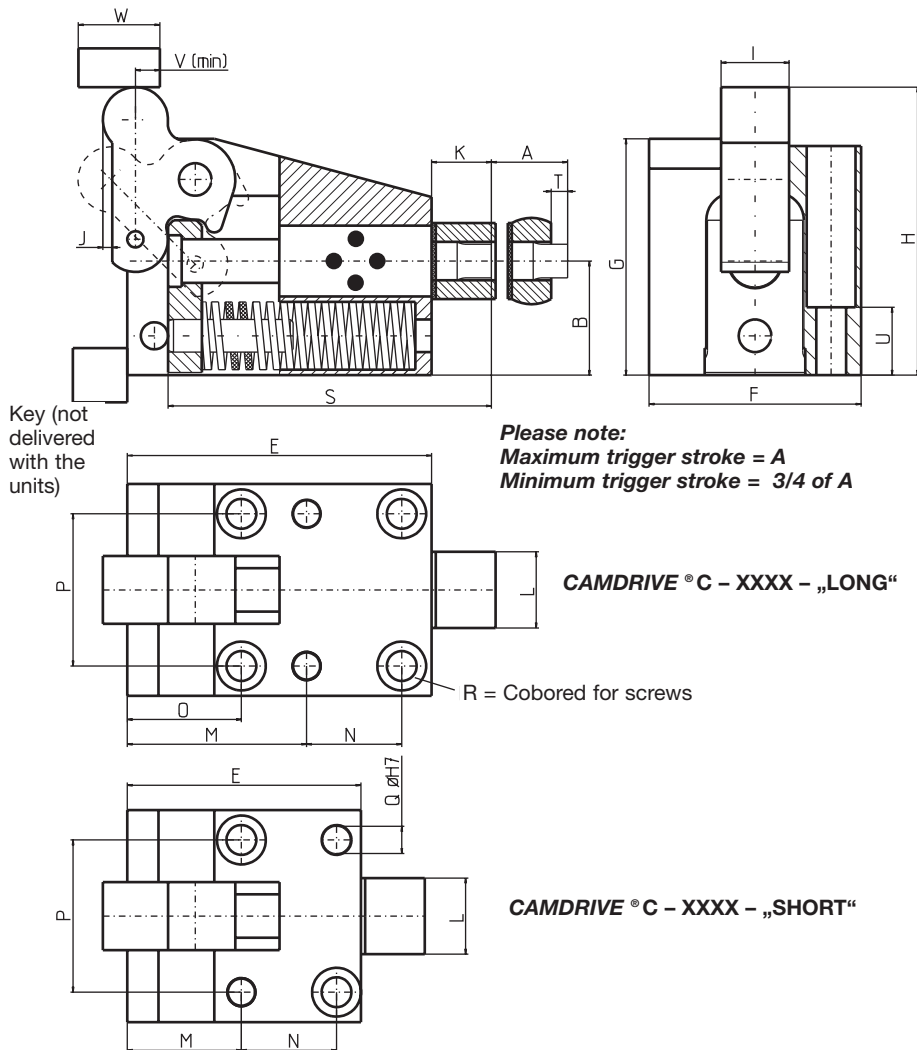 W
V (min)
I
K
A
T
J
G
B
H
U
S
F
Key (not
delivered
with the
units)
Please note:
Maximum trigger stroke = A
Minimum trigger stroke = 3/4 of A
E
P
L
CAMDRIVE ® C – XXXX – „LONG“
R = Cobored for screws
O
M
N
E
Q øH7
P
L
CAMDRIVE ® C – XXXX – „SHORT“
M
N